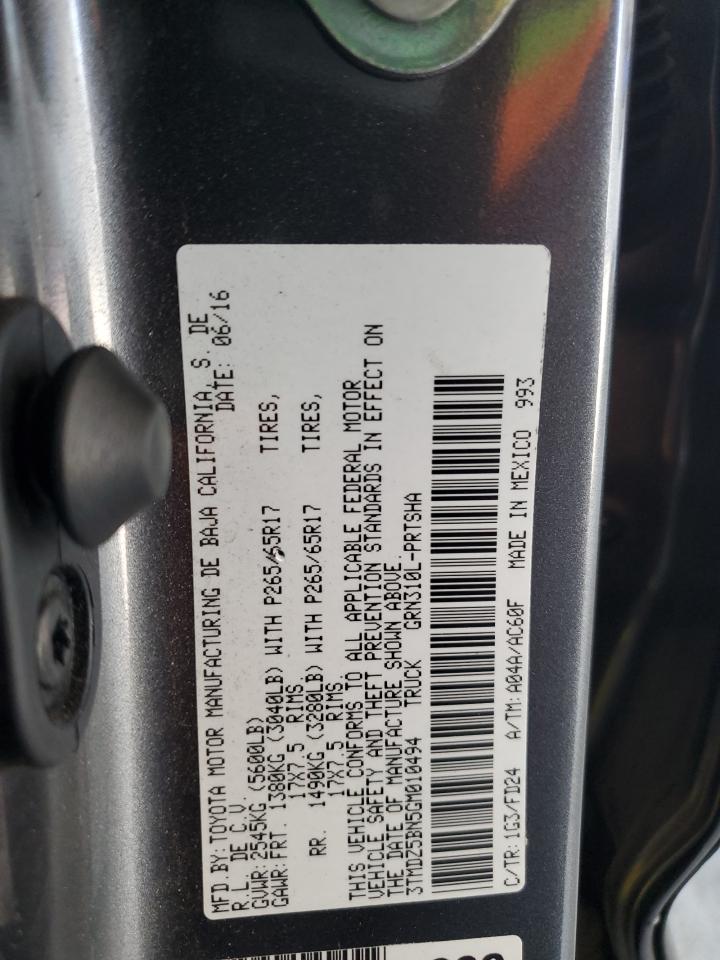 MFD.BY:TOYOTA MOTOR MANUFACTURING DE BAJA CALIFORNIA, S. DE
R.L. DE C.V. DATE: 06/16
GVWR:2545KG (5600LB)
GAWR:FRT. 1380KG (3040LB) WITH P265/65R17 TIRES,
17X7.5 RIMS.
RR. 1490KG (3280LB) WITH P265/65R17 TIRES,
17X7.5 RIMS.
THIS VEHICLE CONFORMS TO ALL APPLICABLE FEDERAL MOTOR
VEHICLE SAFETY AND THEFT PREVENTION STANDARDS IN EFFECT ON
THE DATE OF MANUFACTURE SHOWN ABOVE.
3TMDZ5BN5GM010494 TRUCK GRN310L-PRTSHA
C/TR:1G3/FD24 A/TM:A04A/AC60F MADE IN MEXICO 993